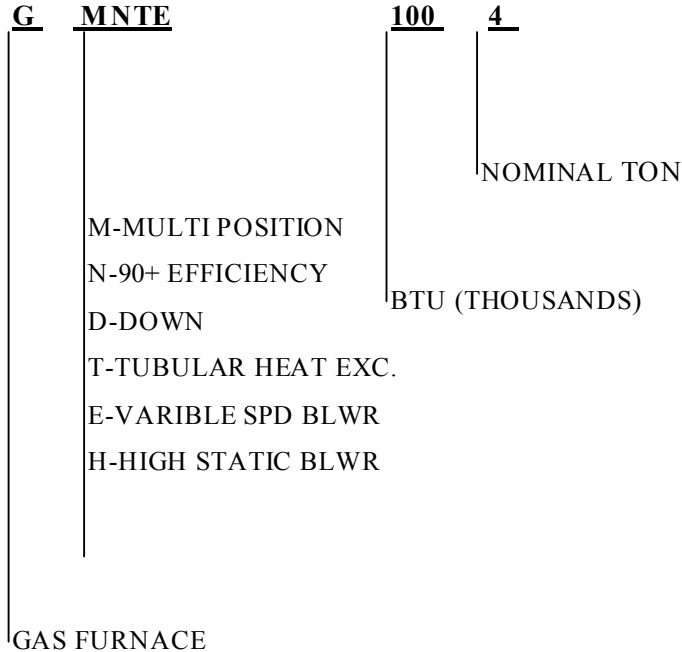 G MNTE 100 4
NOMINAL TON
M-MULTI POSITION
N-90+ EFFICIENCY
BTU (THOUSANDS)
D-DOWN
T-TUBULAR HEAT EXC.
E-VARIBLE SPD BLWR
H-HIGH STATIC BLWR
GAS FURNACE